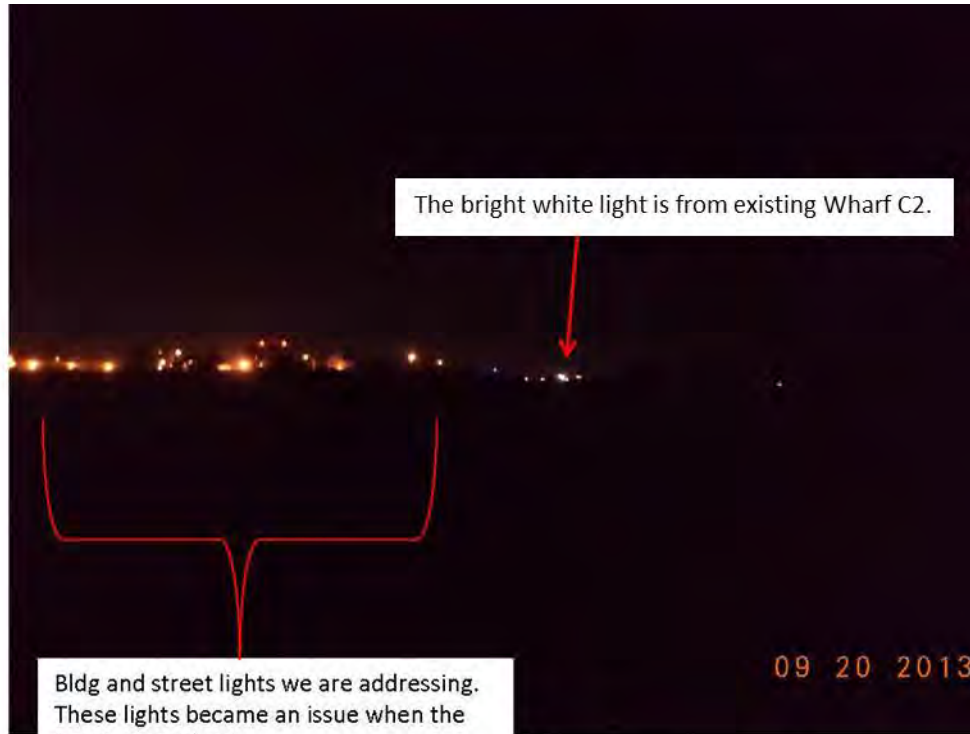 The bright white light is from existing Wharf C2.
Bldg and street lights we are addressing.
These lights became an issue when the
09 20 2013